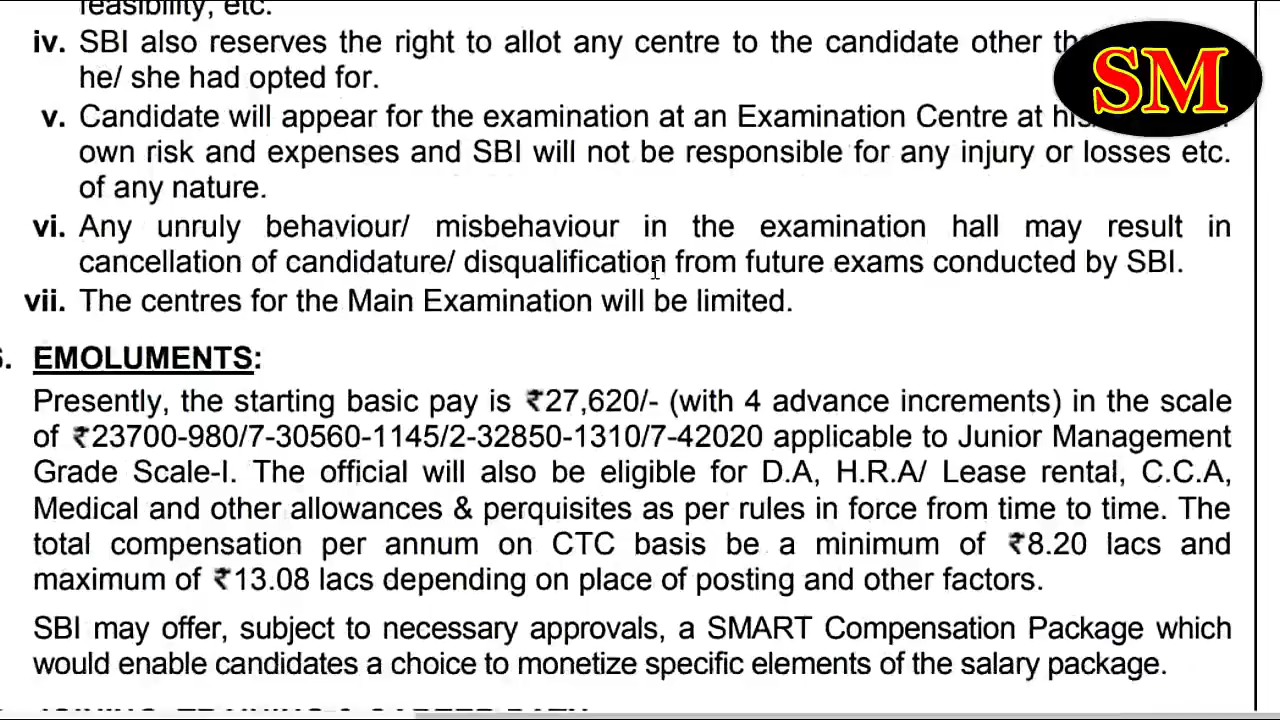 feasibility, etc.
iv. SBI also reserves the right to allot any centre to the candidate other
he/ she had opted for.
SM
v. Candidate will appear for the examination at an Examination Centre at
own risk and expenses and SBI will not be responsible for any injury or losses etc.
of any nature.
vi. Any unruly behaviour/ misbehaviour in the examination hall may result in
cancellation of candidature/ disqualification from future exams conducted by SBI.
vii. The centres for the Main Examination will be limited.
EMOLUMENTS:
Presently, the starting basic pay is ₹27,620/- (with 4 advance increments) in the scale
of ₹23700-980/7-30560-1145/2-32850-1310/7-42020 applicable to Junior Management
Grade Scale-I. The official will also be eligible for D.A, H.R.A/ Lease rental, C.C.A,
Medical and other allowances & perquisites as per rules in force from time to time. The
total compensation per annum on CTC basis be a minimum of ₹8.20 lacs and
maximum of ₹13.08 lacs depending on place of posting and other factors.
SBI may offer, subject to necessary approvals, a SMART Compensation Package which
would enable candidates a choice to monetize specific elements of the salary package.